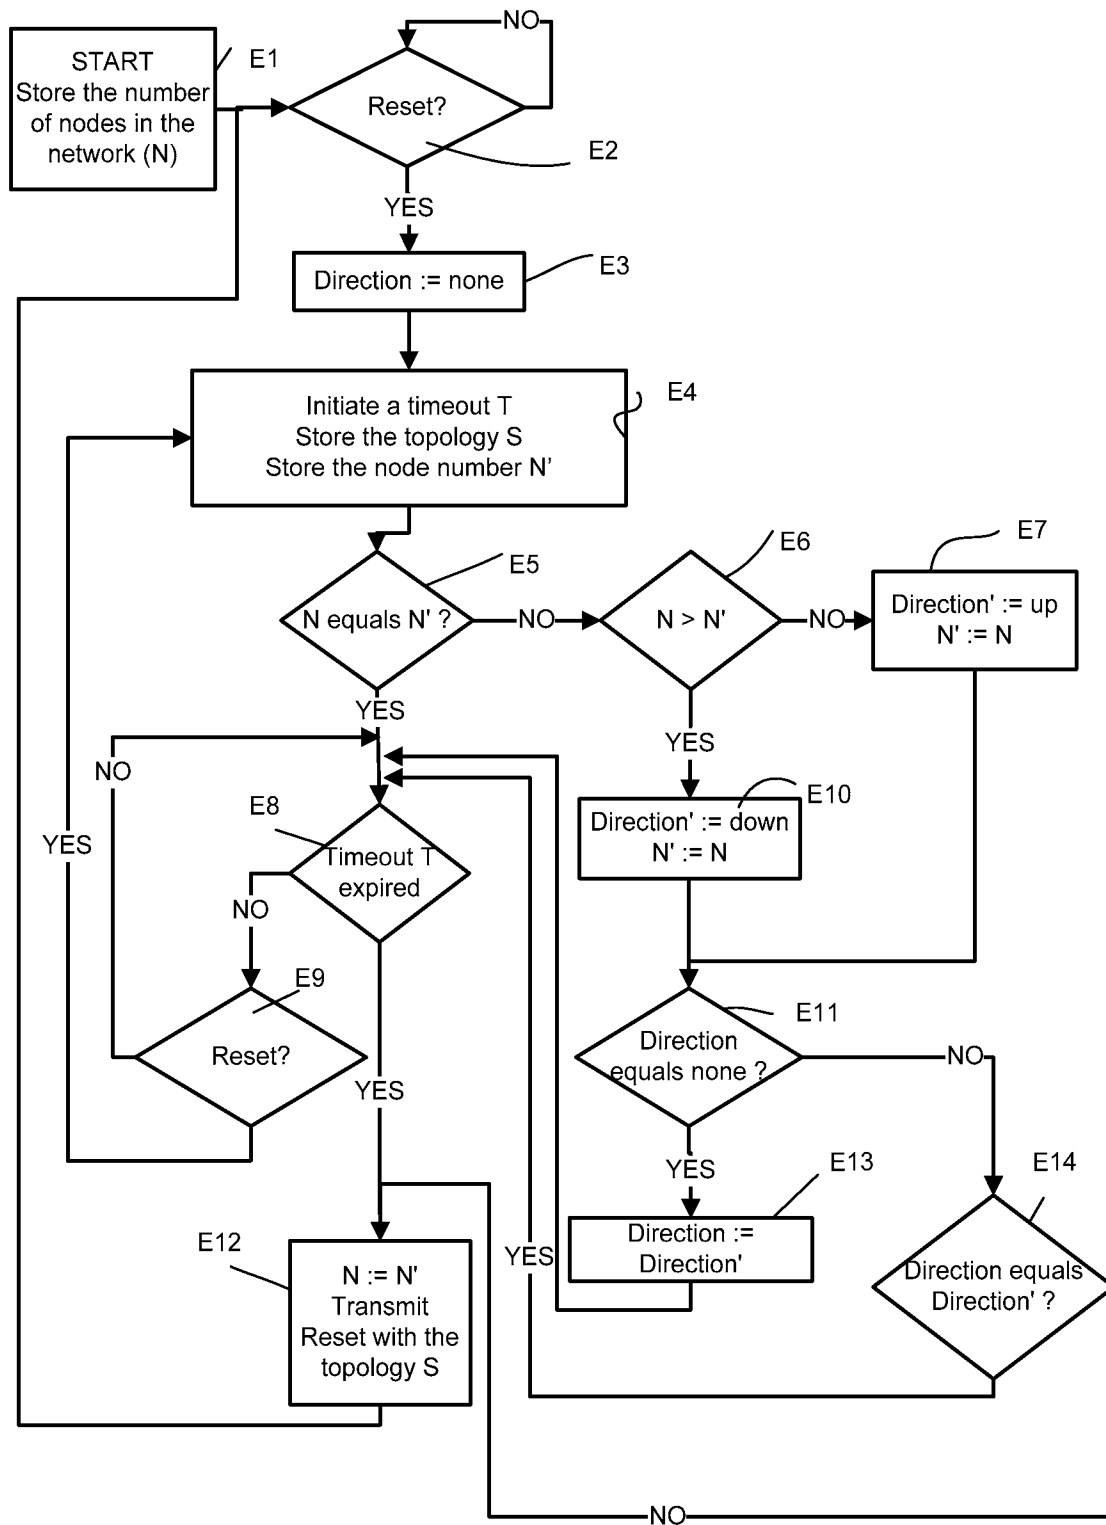 START
Store the number
of nodes in the
network (N)
E1
NO
Reset?
E2
YES
Direction := none
E3
Initiate a timeout T
Store the topology S
Store the node number N'
E4
N equals N' ?
E5
NO
N > N'
E6
NO
Direction' := up
N' := N
E7
YES
YES
NO
Direction' := down
N' := N
E10
E8
Timeout T
expired
YES
NO
E9
Reset?
Direction
equals none ?
E11
NO
YES
YES
E13
E14
Direction :=
Direction'
YES
Direction equals
Direction' ?
E12
N := N'
Transmit
Reset with the
topology S
NO